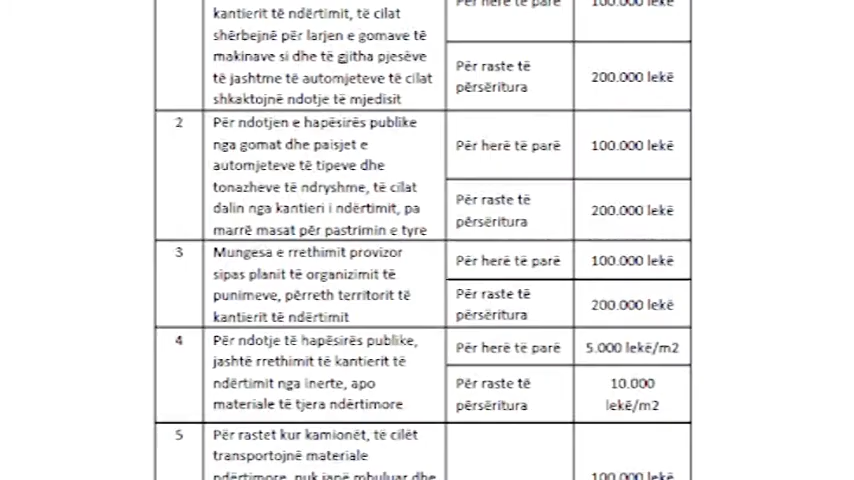 kantierit të ndërtimit, të cilat
shërbejnë për larjen e gomave të
makinave si dhe të gjitha pjesëve
të jashtme të automjeteve të cilat
shkaktojnë ndotje të mjedisit
Për herë të parë
100.000 lekë
Për raste të
përsëritura
200.000 lekë
2
Për ndotjen e hapësirës publike
nga gomat dhe paisjet e
automjeteve të tipeve dhe
tonazheve të ndryshme, të cilat
dalin nga kantieri i ndërtimit, pa
marrë masat për pastrimin e tyre
Për herë të parë
100.000 lekë
Për raste të
përsëritura
200.000 lekë
3
Mungesa e rrethimit provizor
sipas planit të organizimit të
punimeve, përreth territorit të
kantierit të ndërtimit
Për herë të parë
100.000 lekë
Për raste të
përsëritura
200.000 lekë
4
Për ndotje të hapësirës publike,
jashtë rrethimit të kantierit të
ndërtimit nga inerte, apo
materiale të tjera ndërtimore
Për herë të parë
5.000 lekë/m2
Për raste të
përsëritura
10.000
lekë/m2
5
Për rastet kur kamionët, të cilët
transportojnë materiale
ndërtimore, nuk janë mbuluar dhe
100.000 lekë